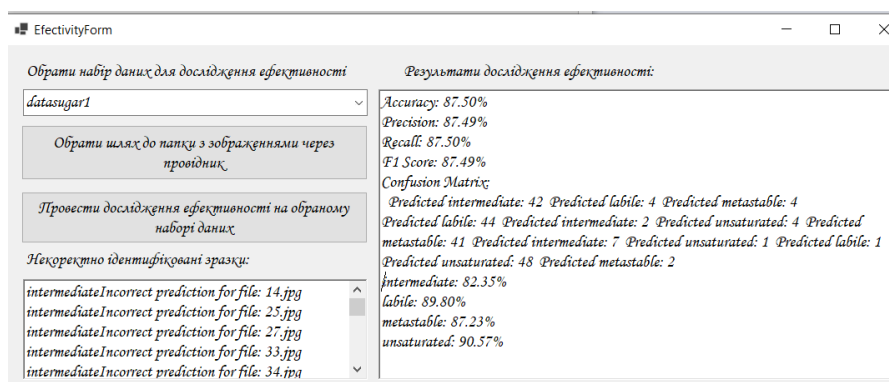 EfectivityForm
Обрати набір даних для дослідження ефективності
datasugar1
Обрати шлях до папки з зображеннями через
провідник
Провести дослідження ефективності на обраному
наборі даних
Некоректно ідентифіковані зразки:
intermediateIncorrect prediction for file: 14.jpg
intermediateIncorrect prediction for file: 25.jpg
intermediateIncorrect prediction for file: 27.jpg
intermediateIncorrect prediction for file: 33.jpg
intermediateIncorrect prediction for file: 34.jpg
Результати дослідження ефективності:
Accuracy: 87.50%
Precision: 87.49%
Recall: 87.50%
F1 Score: 87.49%
Confusion Matrix:
Predicted intermediate: 42 Predicted labile: 4 Predicted metastable: 4
Predicted labile: 44 Predicted intermediate: 2 Predicted unsaturated: 4 Predicted
metastable: 41 Predicted intermediate: 7 Predicted unsaturated: 1 Predicted labile: 1
Predicted unsaturated: 48 Predicted metastable: 2
intermediate: 82.35%
labile: 89.80%
metastable: 87.23%
unsaturated: 90.57%